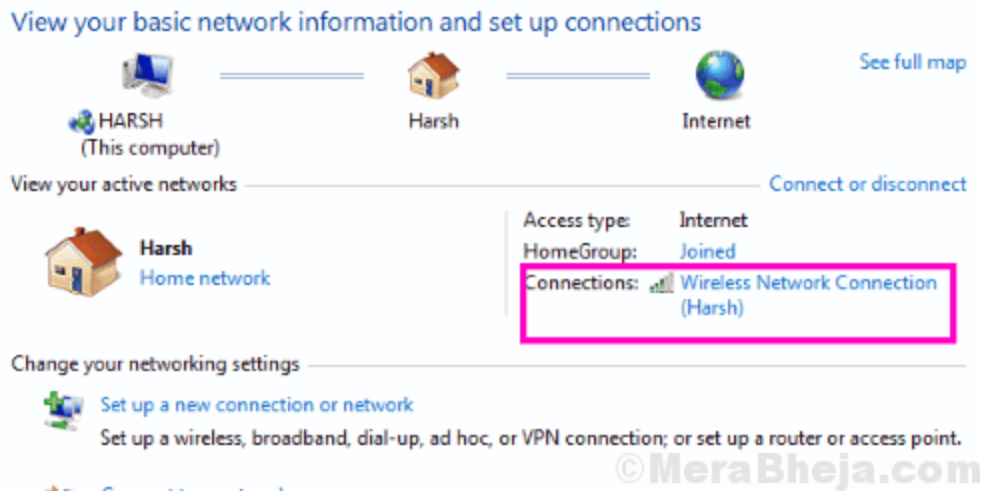 View your basic network information and set up connections
See full map
HARSH
(This computer)
Harsh
Internet
View your active networks
Connect or disconnect
Harsh
Home network
Access type: Internet
HomeGroup: Joined
Connections: Wireless Network Connection
(Harsh)
Change your networking settings
Set up a new connection or network
Set up a wireless, broadband, dial-up, ad hoc, or VPN connection; or set up a router or access point.
©MeraBheja.com